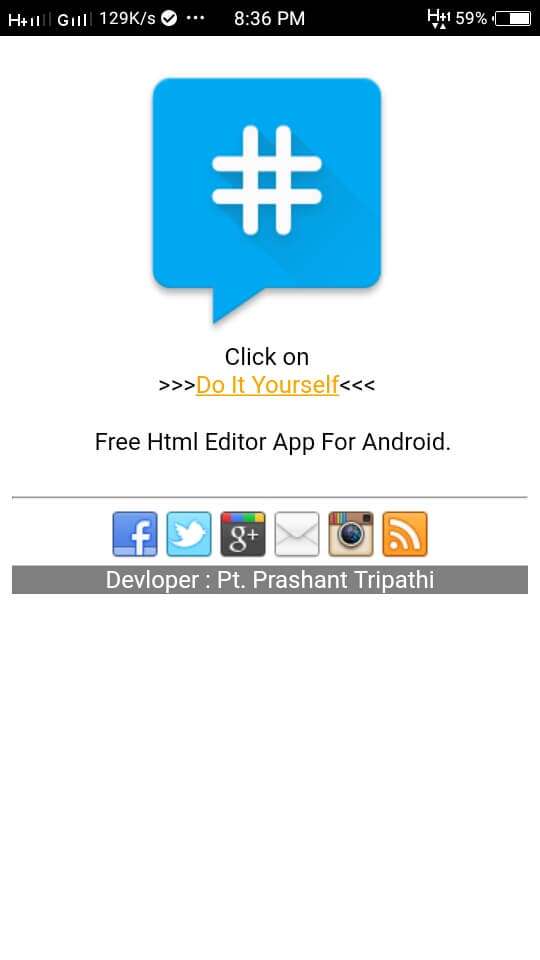 H+ G 129K/s ... 8:36 PM H+ 59%
#
Click on
>>>Do It Yourself<<<
Free Html Editor App For Android.
f g+
Devloper : Pt. Prashant Tripathi